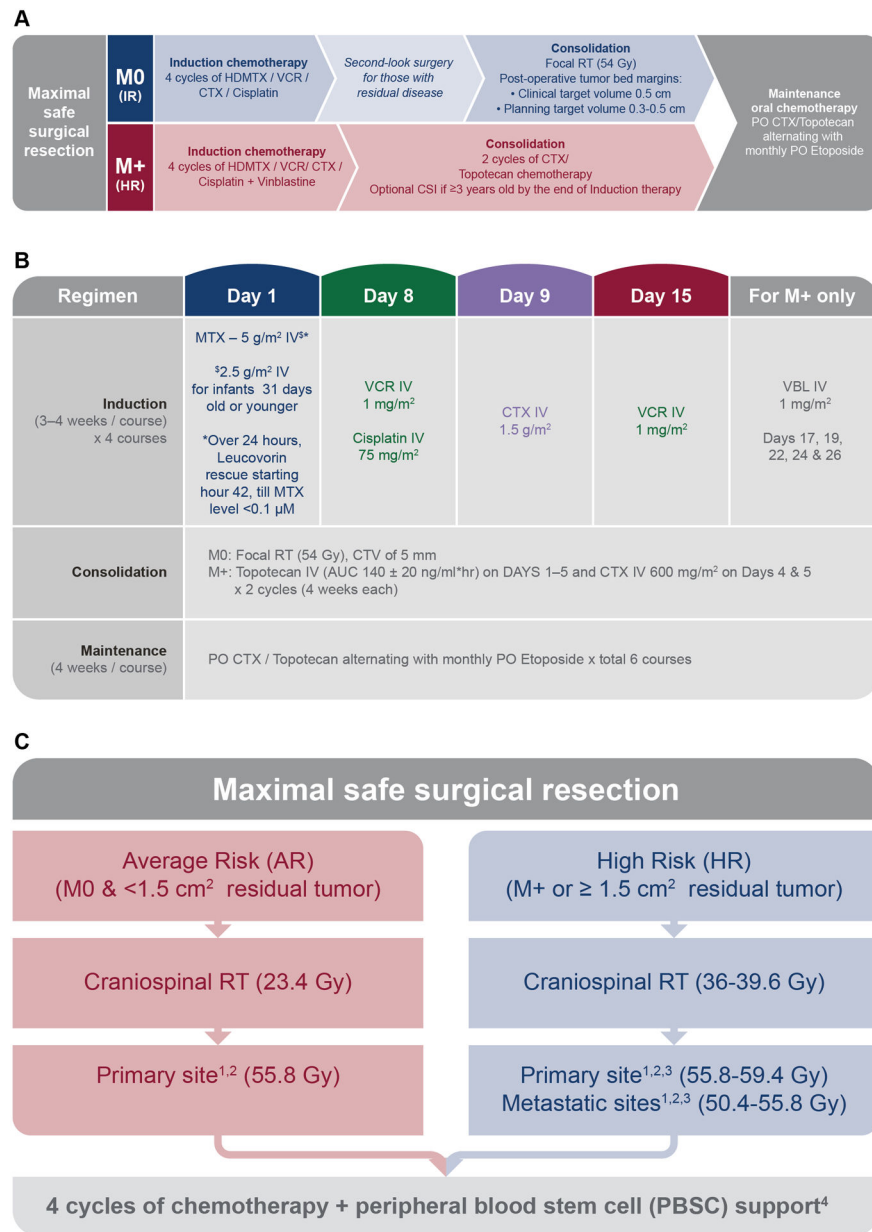 A
Maximal
safe
surgical
resection
M0
(IR)
Induction chemotherapy
4 cycles of HDMTX / VCR /
CTX / Cisplatin
Second-look surgery
for those with
residual disease
Consolidation
Focal RT (54 Gy)
Post-operative tumor bed margins:
• Clinical target volume 0.5 cm
• Planning target volume 0.3-0.5 cm
M+
(HR)
Induction chemotherapy
4 cycles of HDMTX / VCR/ CTX /
Cisplatin + Vinblastine
Consolidation
2 cycles of CTX/
Topotecan chemotherapy
Optional CSI if ≥3 years old by the end of Induction therapy
Maintenance
oral chemotherapy
PO CTX/Topotecan
alternating with
monthly PO Etoposide
B
Regimen
Day 1
Day 8
Day 9
Day 15
For M+ only
Induction
(3–4 weeks / course)
x 4 courses
MTX – 5 g/m² IV$*
$2.5 g/m² IV
for infants 31 days
old or younger
*Over 24 hours,
Leucovorin
rescue starting
hour 42, till MTX
level <0.1 µM
VCR IV
1 mg/m²
Cisplatin IV
75 mg/m²
CTX IV
1.5 g/m²
VCR IV
1 mg/m²
VBL IV
1 mg/m²
Days 17, 19,
22, 24 & 26
Consolidation
M0: Focal RT (54 Gy), CTV of 5 mm
M+: Topotecan IV (AUC 140 ± 20 ng/ml*hr) on DAYS 1–5 and CTX IV 600 mg/m² on Days 4 & 5
x 2 cycles (4 weeks each)
Maintenance
(4 weeks / course)
PO CTX / Topotecan alternating with monthly PO Etoposide x total 6 courses
C
Maximal safe surgical resection
Average Risk (AR)
(M0 & <1.5 cm² residual tumor)
High Risk (HR)
(M+ or ≥ 1.5 cm² residual tumor)
Craniospinal RT (23.4 Gy)
Craniospinal RT (36-39.6 Gy)
Primary site¹,² (55.8 Gy)
Primary site¹,²,³ (55.8-59.4 Gy)
Metastatic sites¹,²,³ (50.4-55.8 Gy)
4 cycles of chemotherapy + peripheral blood stem cell (PBSC) support⁴